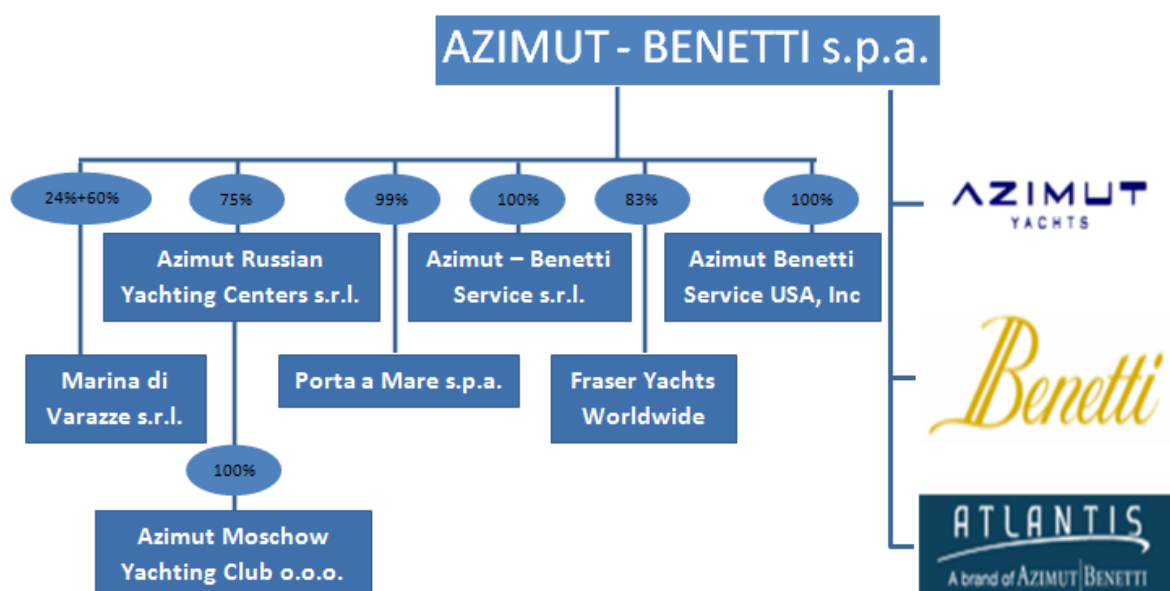 AZIMUT - BENETTI s.p.a.
24%+60%
75%
99%
100%
83%
100%
AZIMUT
YACHTS
Azimut Russian
Yachting Centers s.r.l.
Azimut – Benetti
Service s.r.l.
Azimut Benetti
Service USA, Inc
Marina di
Varazze s.r.l.
Porta a Mare s.p.a.
Fraser Yachts
Worldwide
Benetti
100%
Azimut Moschow
Yachting Club o.o.o.
ATLANTIS
A brand of AZIMUT|BENETTI